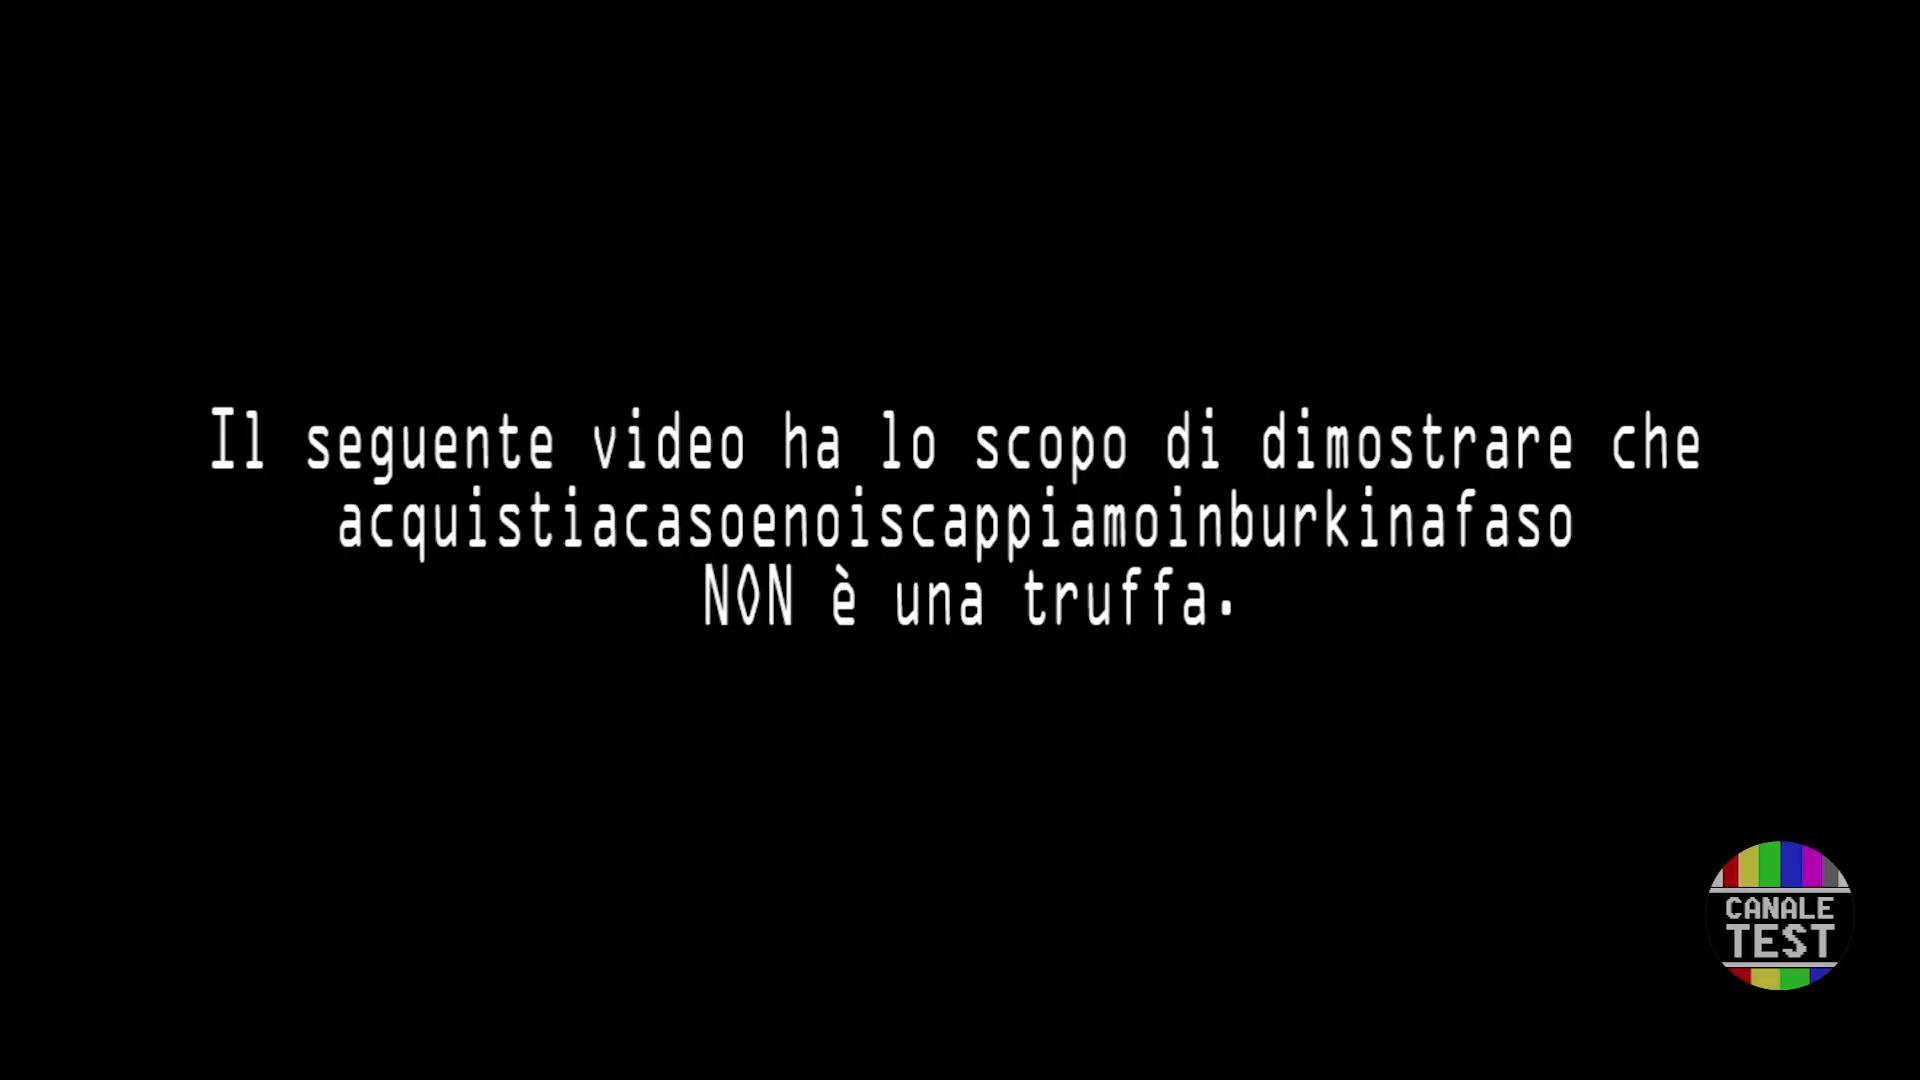 Il seguente video ha lo scopo di dimostrare che
acquistiacasoenoiscappiamoinburkinafaso
NON è una truffa.
CANALE
TEST